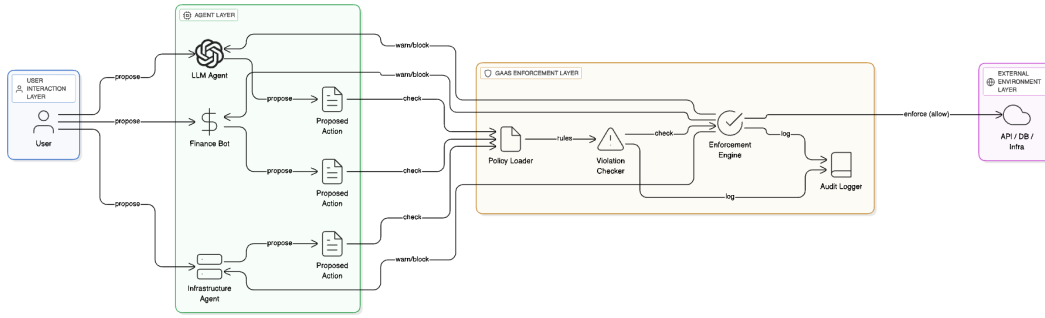 AGENT LAYER
LLM Agent
Finance Bot
Infrastructure
Agent
propose
Proposed
Action
propose
Proposed
Action
propose
Proposed
Action
USER
INTERACTION
LAYER
User
propose
propose
propose
warn/block
warn/block
check
check
check
warn/block
GAAS ENFORCEMENT LAYER
Policy Loader
rules
Violation
Checker
check
Enforcement
Engine
log
log
Audit Logger
enforce (allow)
EXTERNAL
ENVIRONMENT
LAYER
API / DB /
Infra